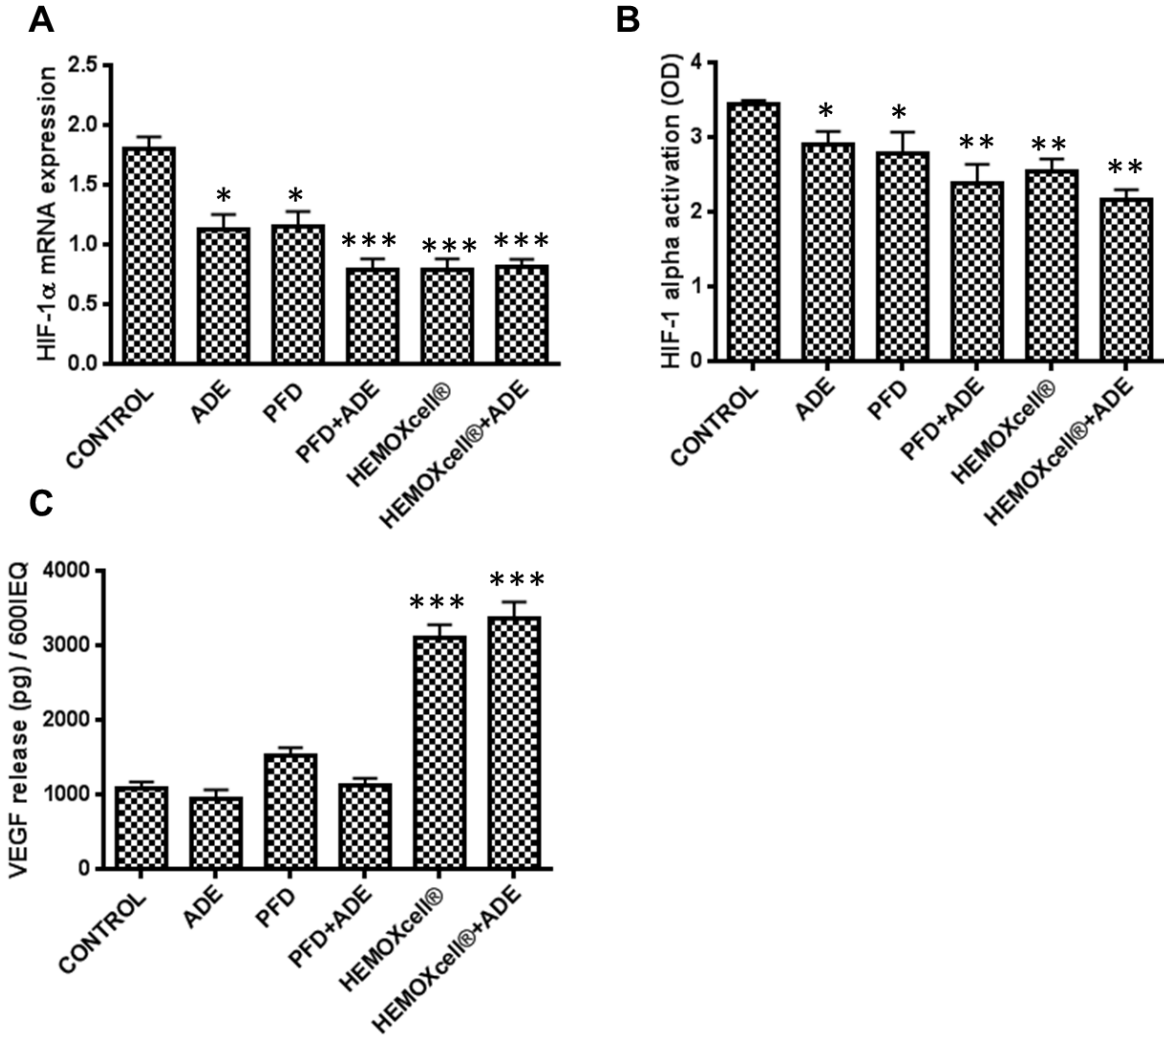 A
HIF-1α mRNA expression
2.5
2.0
1.5
1.0
0.5
0.0
*
*
***
***
***
CONTROL
ADE
PFD
PFD+ADE
HEMOXcell®
HEMOXcell®+ADE
B
HIF-1 alpha activation (OD)
4
3
2
1
0
*
*
**
**
**
CONTROL
ADE
PFD
PFD+ADE
HEMOXcell®
HEMOXcell®+ADE
C
VEGF release (pg) / 600IEQ
4000
3000
2000
1000
0
***
***
CONTROL
ADE
PFD
PFD+ADE
HEMOXcell®
HEMOXcell®+ADE